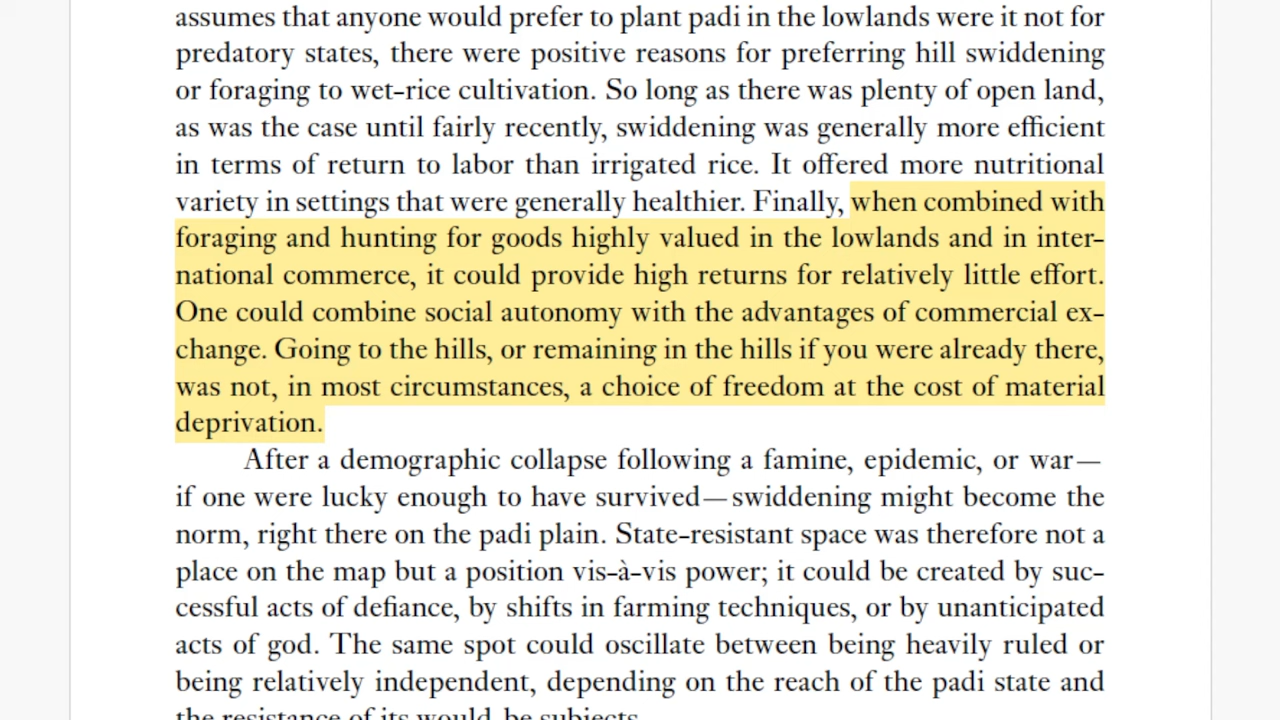 assumes that anyone would prefer to plant padi in the lowlands were it not for
predatory states, there were positive reasons for preferring hill swiddening
or foraging to wet-rice cultivation. So long as there was plenty of open land,
as was the case until fairly recently, swiddening was generally more efficient
in terms of return to labor than irrigated rice. It offered more nutritional
variety in settings that were generally healthier. Finally, when combined with
foraging and hunting for goods highly valued in the lowlands and in inter-
national commerce, it could provide high returns for relatively little effort.
One could combine social autonomy with the advantages of commercial ex-
change. Going to the hills, or remaining in the hills if you were already there,
was not, in most circumstances, a choice of freedom at the cost of material
deprivation.
After a demographic collapse following a famine, epidemic, or war—
if one were lucky enough to have survived—swiddening might become the
norm, right there on the padi plain. State-resistant space was therefore not a
place on the map but a position vis-à-vis power; it could be created by suc-
cessful acts of defiance, by shifts in farming techniques, or by unanticipated
acts of god. The same spot could oscillate between being heavily ruled or
being relatively independent, depending on the reach of the padi state and
the resistance of its would-be subjects.